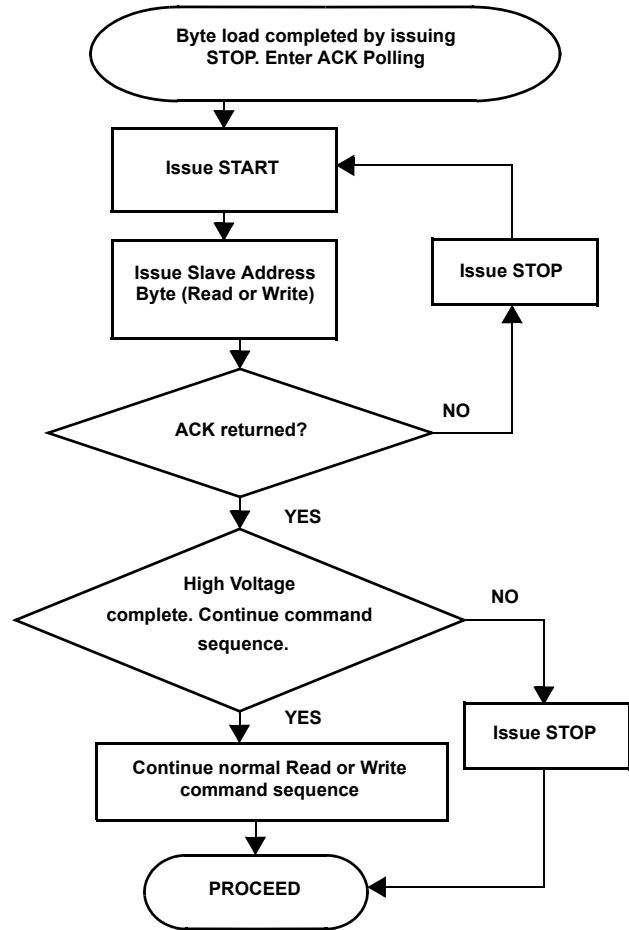 Byte load completed by issuing
STOP. Enter ACK Polling
Issue START
Issue Slave Address
Byte (Read or Write)
Issue STOP
ACK returned?
NO
YES
High Voltage
complete. Continue command
sequence.
NO
YES
Issue STOP
Continue normal Read or Write
command sequence
PROCEED